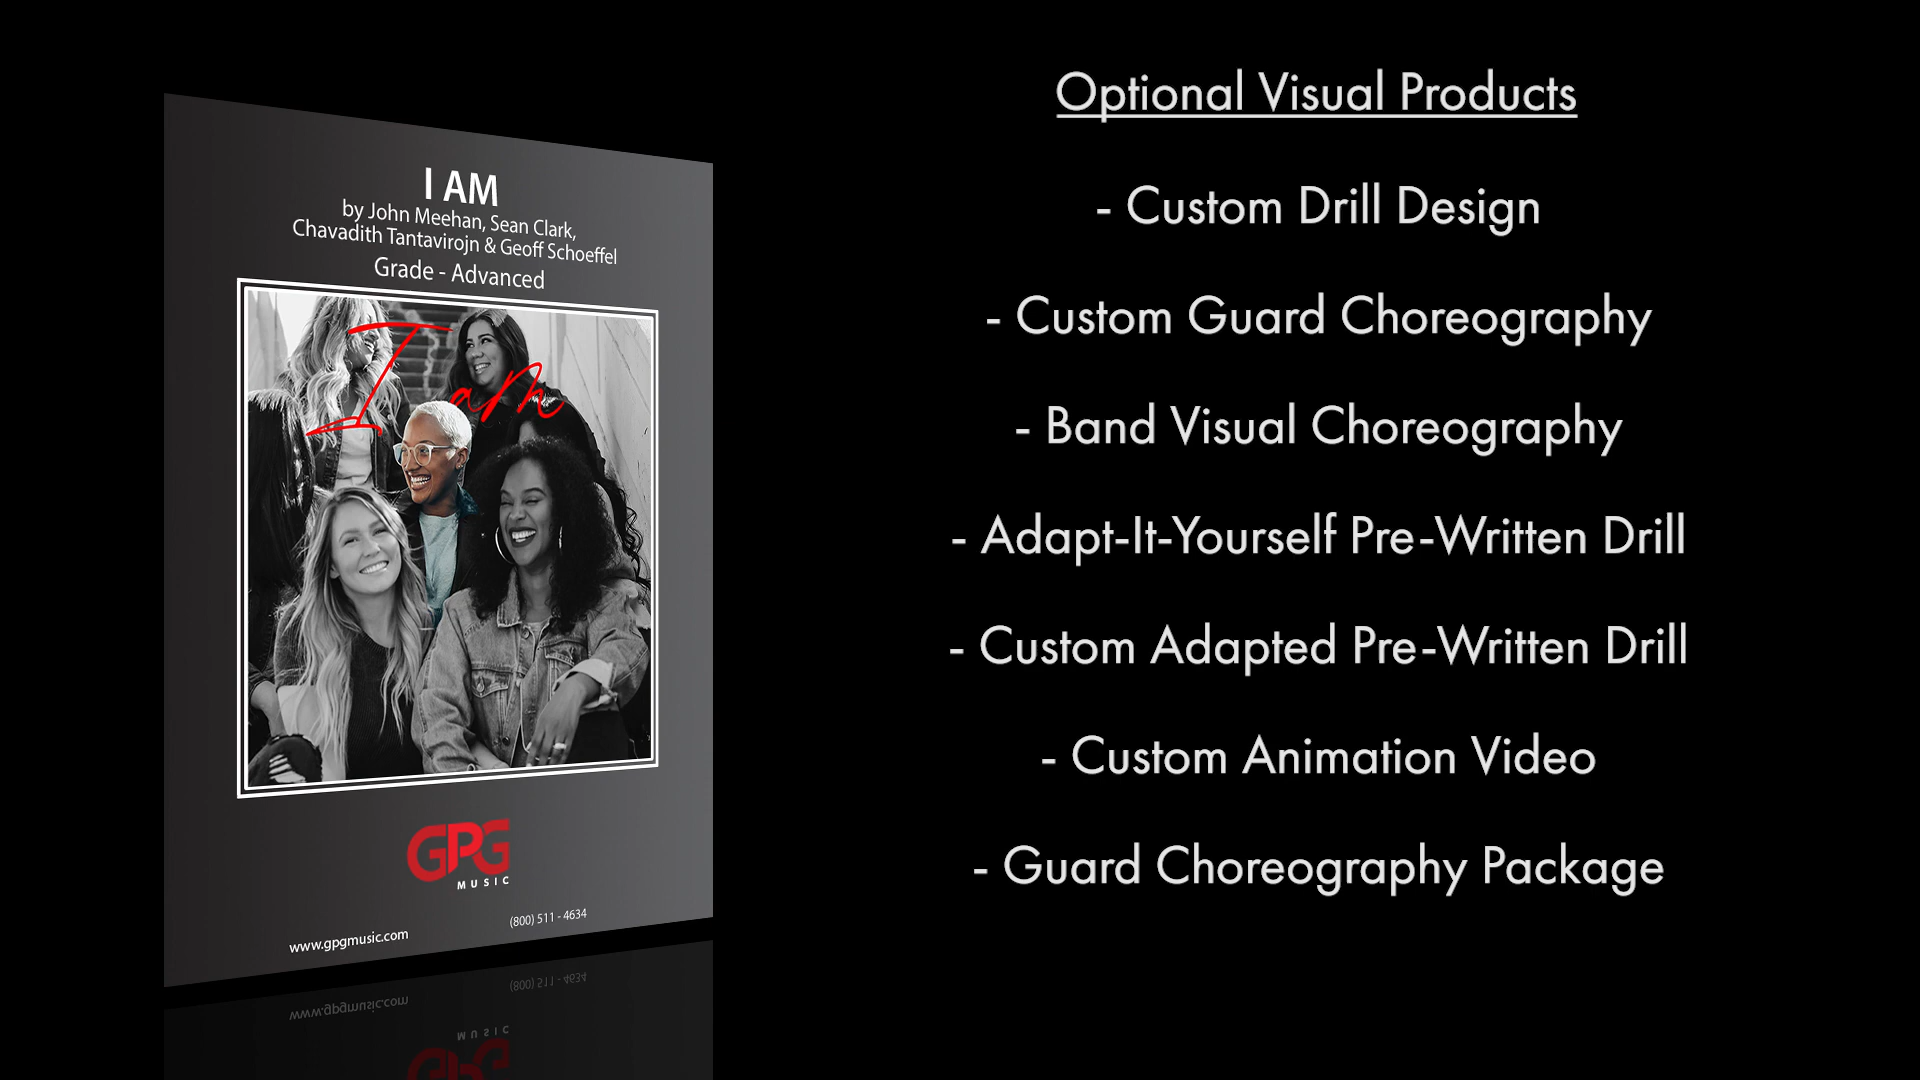 I AM
by John Meehan, Sean Clark,
Chavadith Tantavirojn & Geoff Schoeffel
Grade - Advanced
I am
GPG
MUSIC
www.gpgmusic.com
(800) 511 - 4634
Optional Visual Products
- Custom Drill Design
- Custom Guard Choreography
- Band Visual Choreography
- Adapt-It-Yourself Pre-Written Drill
- Custom Adapted Pre-Written Drill
- Custom Animation Video
- Guard Choreography Package